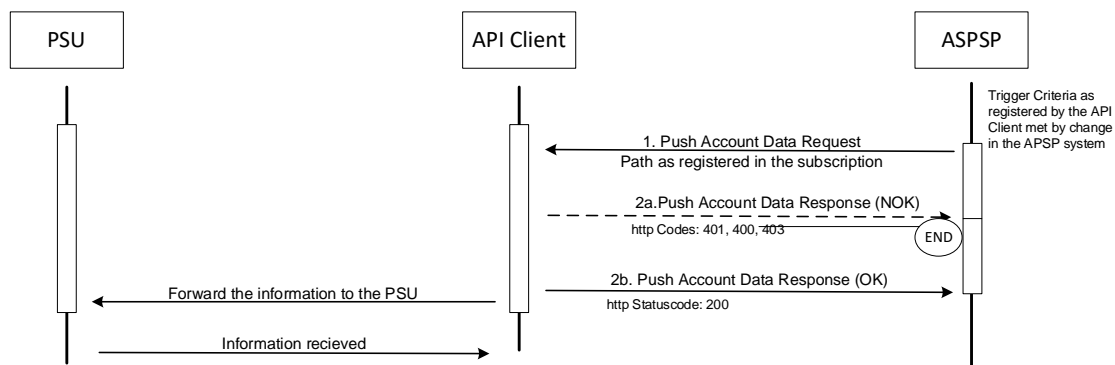 PSU
API Client
ASPSP
Trigger Criteria as
registered by the API
Client met by change
in the APSP system
1. Push Account Data Request
Path as registered in the subscription
2a.Push Account Data Response (NOK)
http Codes: 401, 400, 403
END
2b. Push Account Data Response (OK)
http Statuscode: 200
Forward the information to the PSU
Information recieved